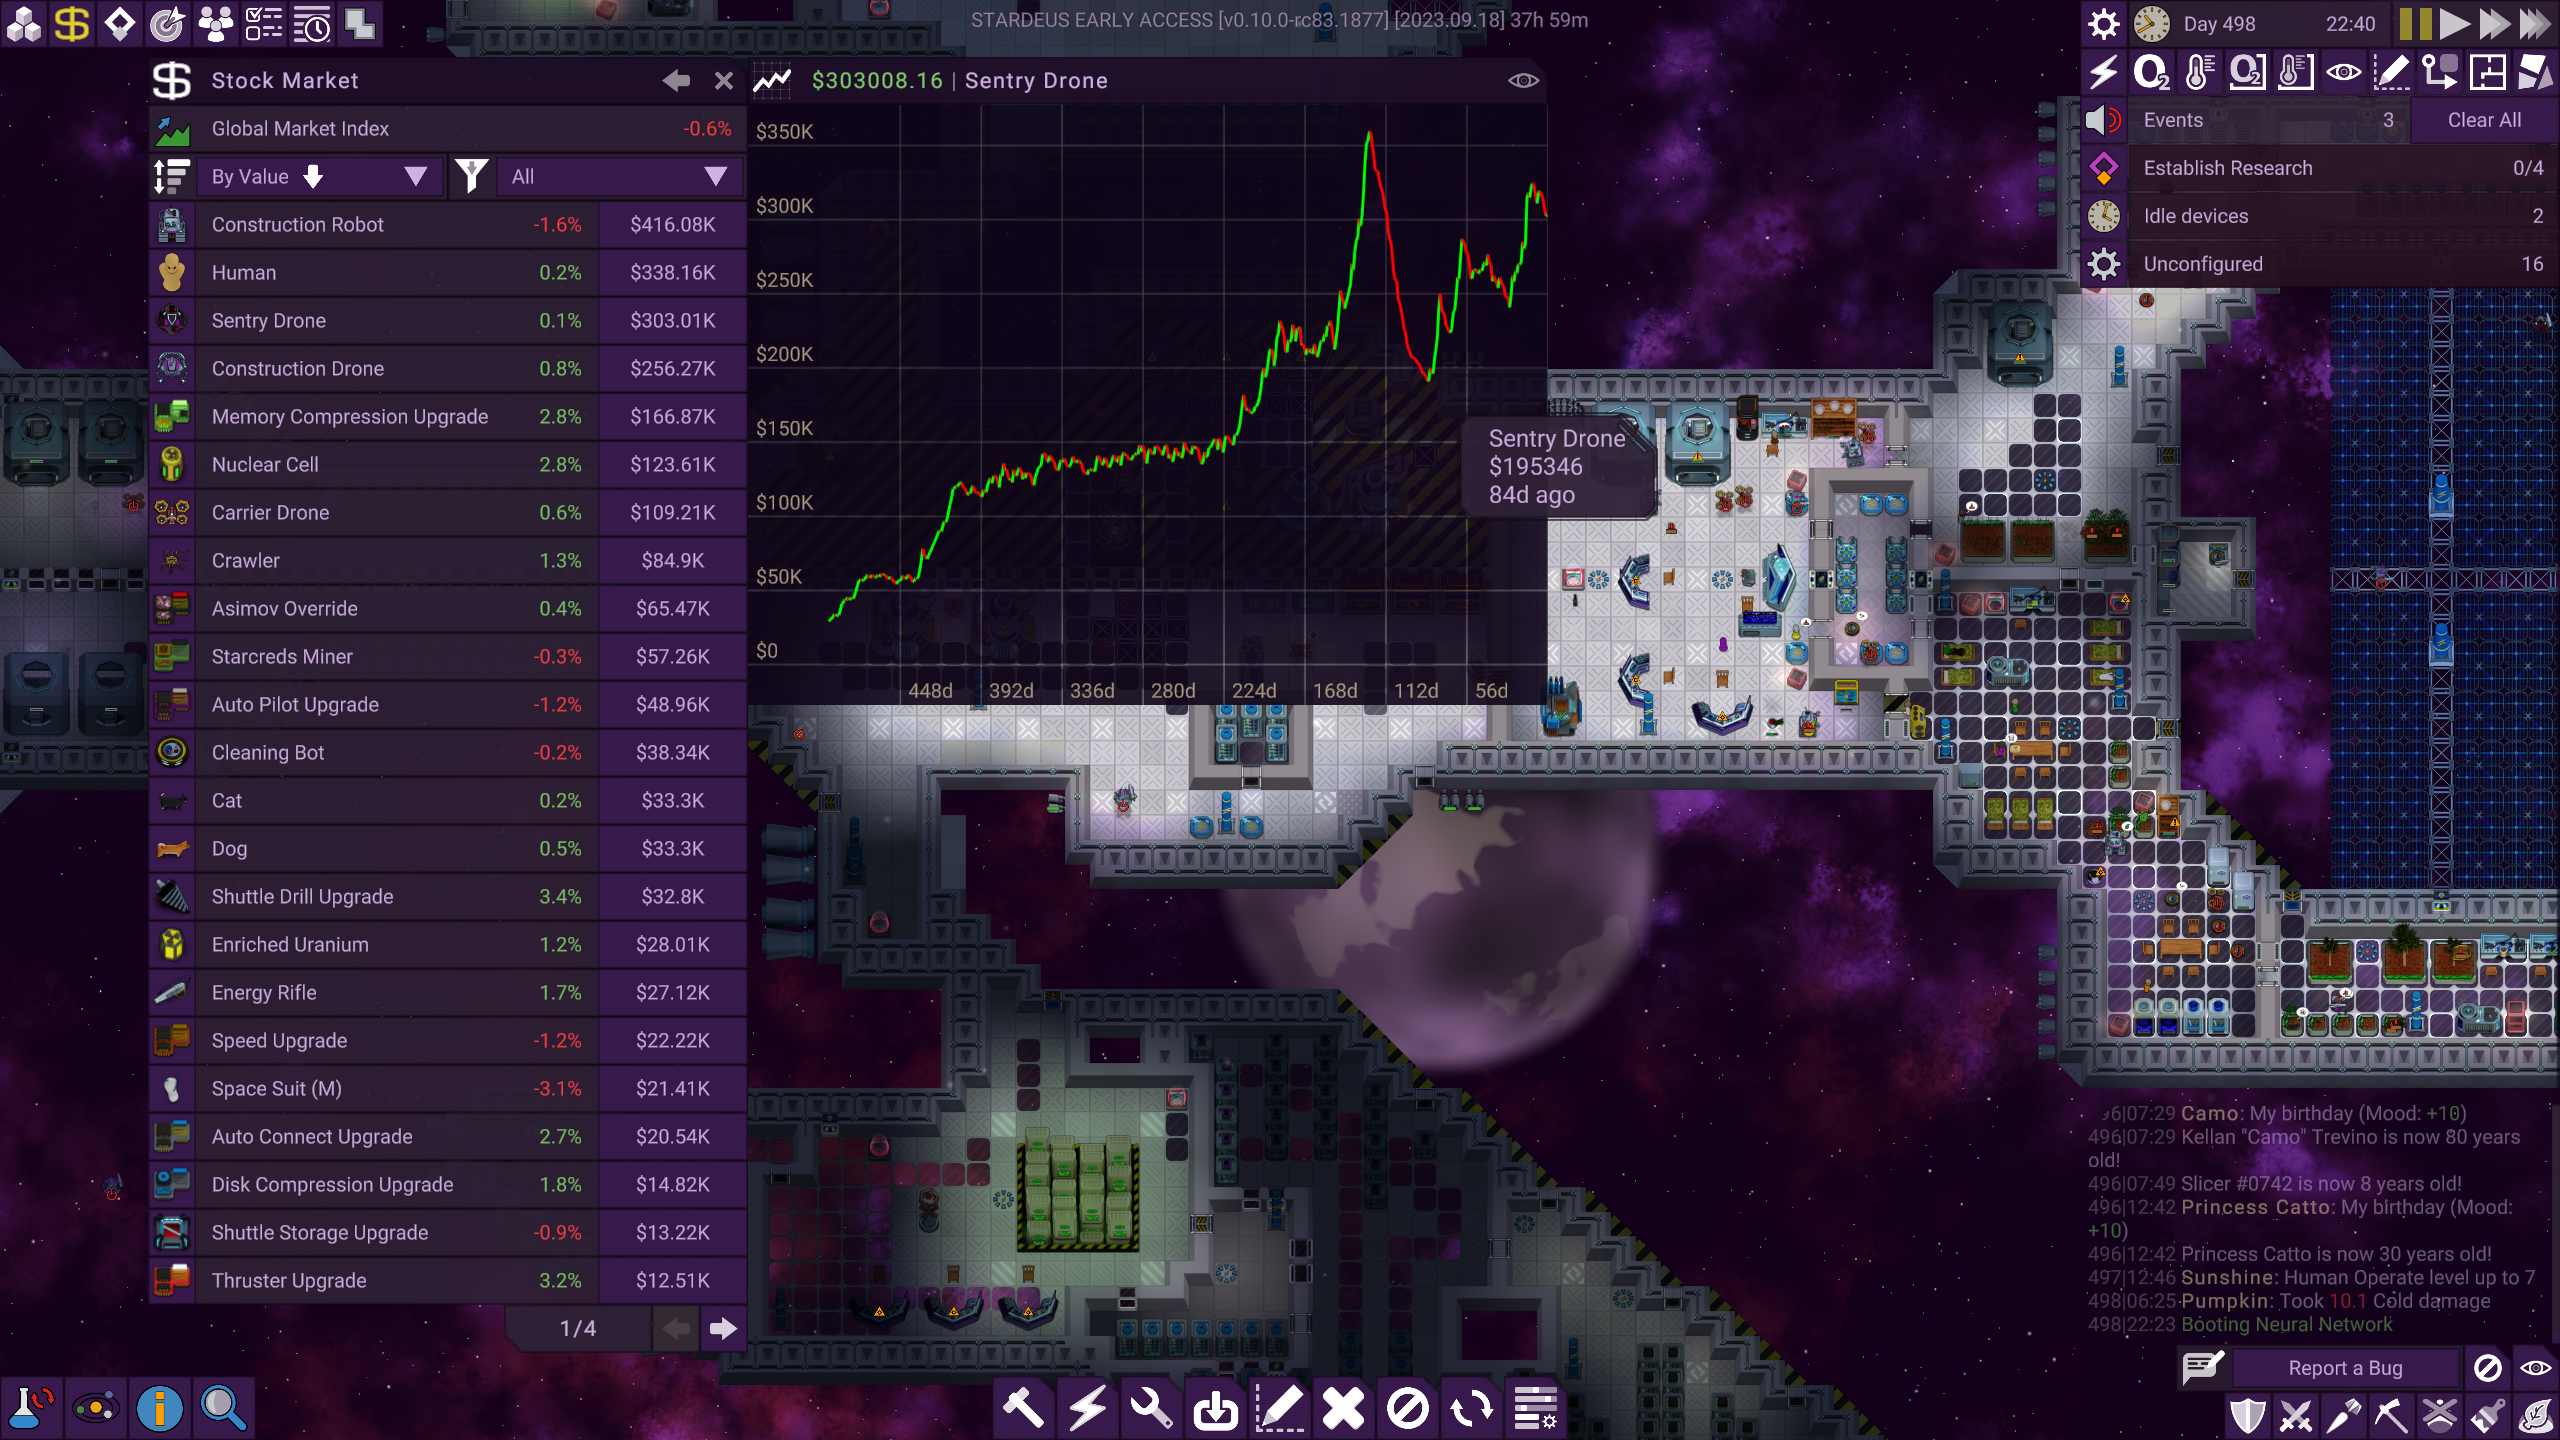 STARDEUS EARLY ACCESS [v0.10.0-rc83.1877] [2023.09.18] 37h 59m
Day 498 22:40
Stock Market
$303008.16 | Sentry Drone
Global Market Index -0.6%
By Value All
Construction Robot -1.6% $416.08K
Human 0.2% $338.16K
Sentry Drone 0.1% $303.01K
Construction Drone 0.8% $256.27K
Memory Compression Upgrade 2.8% $166.87K
Nuclear Cell 2.8% $123.61K
Carrier Drone 0.6% $109.21K
Crawler 1.3% $84.9K
Asimov Override 0.4% $65.47K
Starcreds Miner -0.3% $57.26K
Auto Pilot Upgrade -1.2% $48.96K
Cleaning Bot -0.2% $38.34K
Cat 0.2% $33.3K
Dog 0.5% $33.3K
Shuttle Drill Upgrade 3.4% $32.8K
Enriched Uranium 1.2% $28.01K
Energy Rifle 1.7% $27.12K
Speed Upgrade -1.2% $22.22K
Space Suit (M) -3.1% $21.41K
Auto Connect Upgrade 2.7% $20.54K
Disk Compression Upgrade 1.8% $14.82K
Shuttle Storage Upgrade -0.9% $13.22K
Thruster Upgrade 3.2% $12.51K
1/4
$350K
$300K
$250K
$200K
$150K
$100K
$50K
$0
448d 392d 336d 280d 224d 168d 112d 56d
Sentry Drone
$195346
84d ago
O2
O2
Events 3 Clear All
Establish Research 0/4
Idle devices 2
Unconfigured 16
96|07:29 Camo: My birthday (Mood: +10)
496|07:29 Kellan "Camo" Trevino is now 80 years
old!
496|07:49 Slicer #0742 is now 8 years old!
496|12:42 Princess Catto: My birthday (Mood:
+10)
496|12:42 Princess Catto is now 30 years old!
497|12:46 Sunshine: Human Operate level up to 7
498|06:25 Pumpkin: Took 10.1 Cold damage
498|22:23 Booting Neural Network
Report a Bug